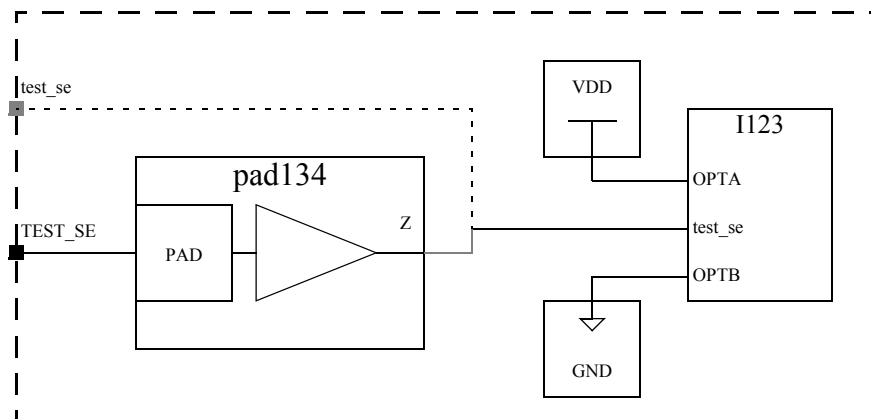 test_se
VDD
I123
pad134
OPTA
TEST_SE
Z
test_se
PAD
OPTB
GND